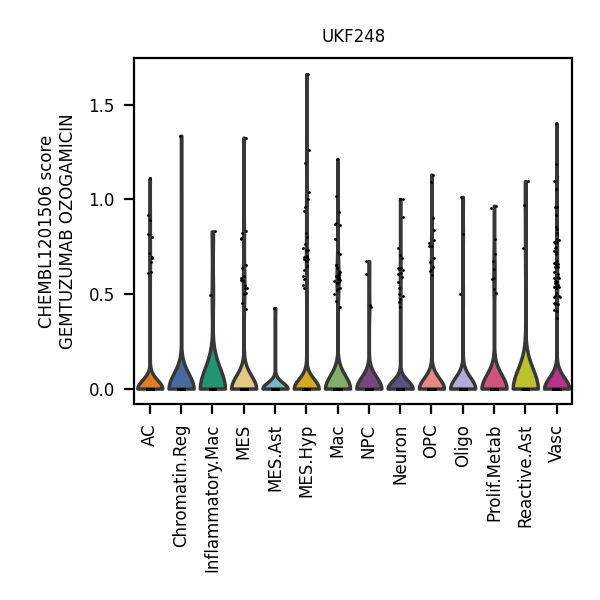 UKF248
CHEMBL1201506 score
GEMTUZUMAB OZOGAMICIN
1.5
1.0
0.5
0.0
AC
Chromatin.Reg
Inflammatory.Mac
MES
MES.Ast
MES.Hyp
Mac
NPC
Neuron
OPC
Oligo
Prolif.Metab
Reactive.Ast
Vasc